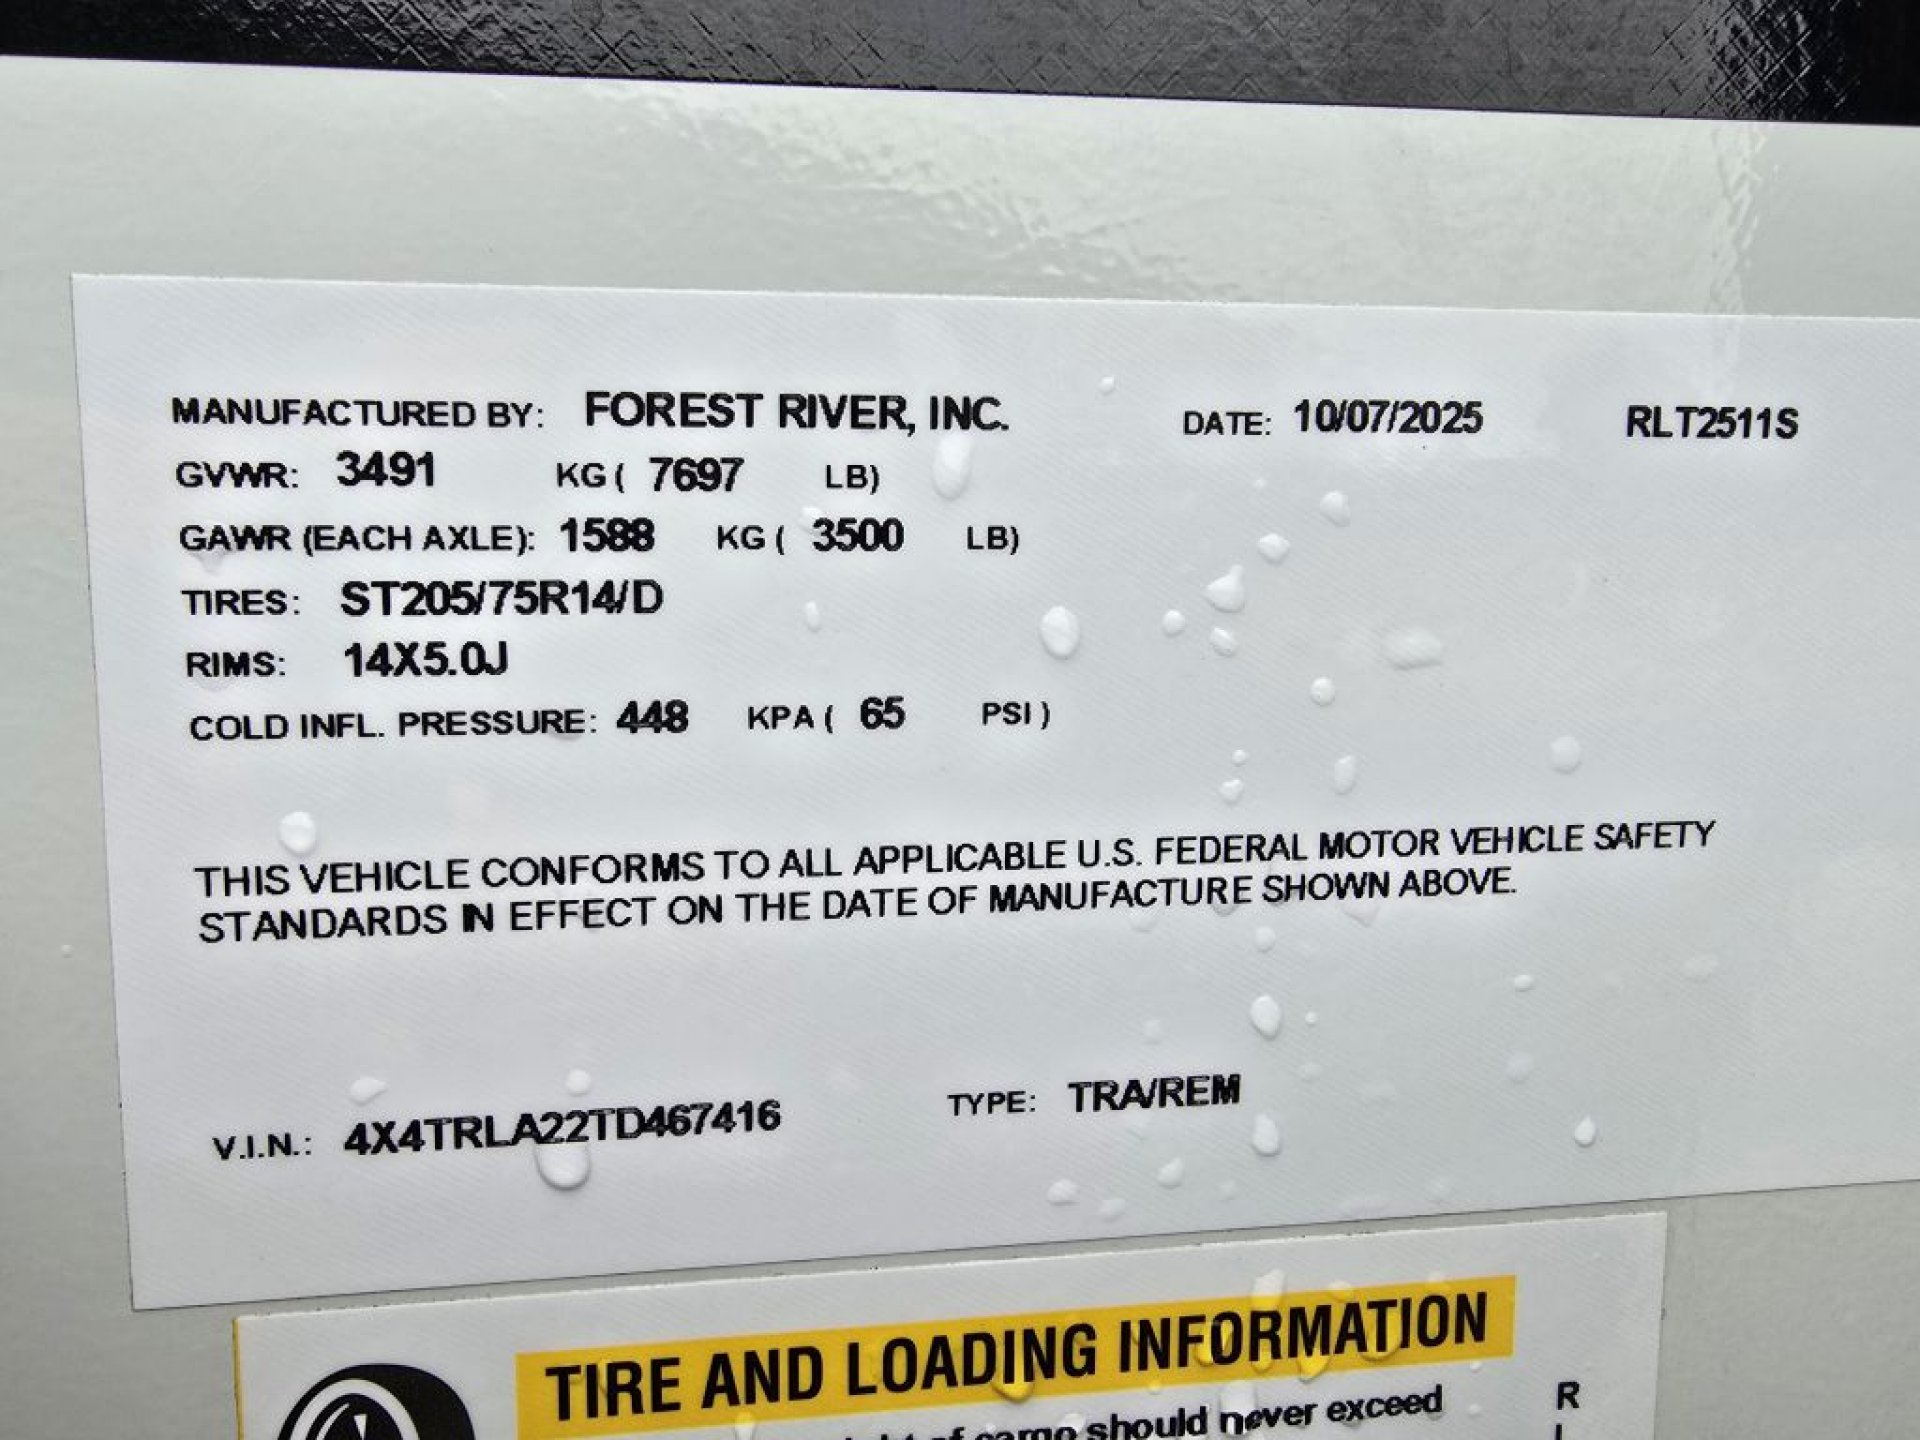 MANUFACTURED BY: FOREST RIVER, INC. DATE: 10/07/2025 RLT2511S
GVWR: 3491 KG ( 7697 LB)
GAWR (EACH AXLE): 1588 KG ( 3500 LB)
TIRES: ST205/75R14/D
RIMS: 14X5.0J
COLD INFL. PRESSURE: 448 KPA ( 65 PSI )
THIS VEHICLE CONFORMS TO ALL APPLICABLE U.S. FEDERAL MOTOR VEHICLE SAFETY
STANDARDS IN EFFECT ON THE DATE OF MANUFACTURE SHOWN ABOVE.
V.I.N.: 4X4TRLA22TD467416 TYPE: TRA/REM
TIRE AND LOADING INFORMATION
of cargo should never exceed
R